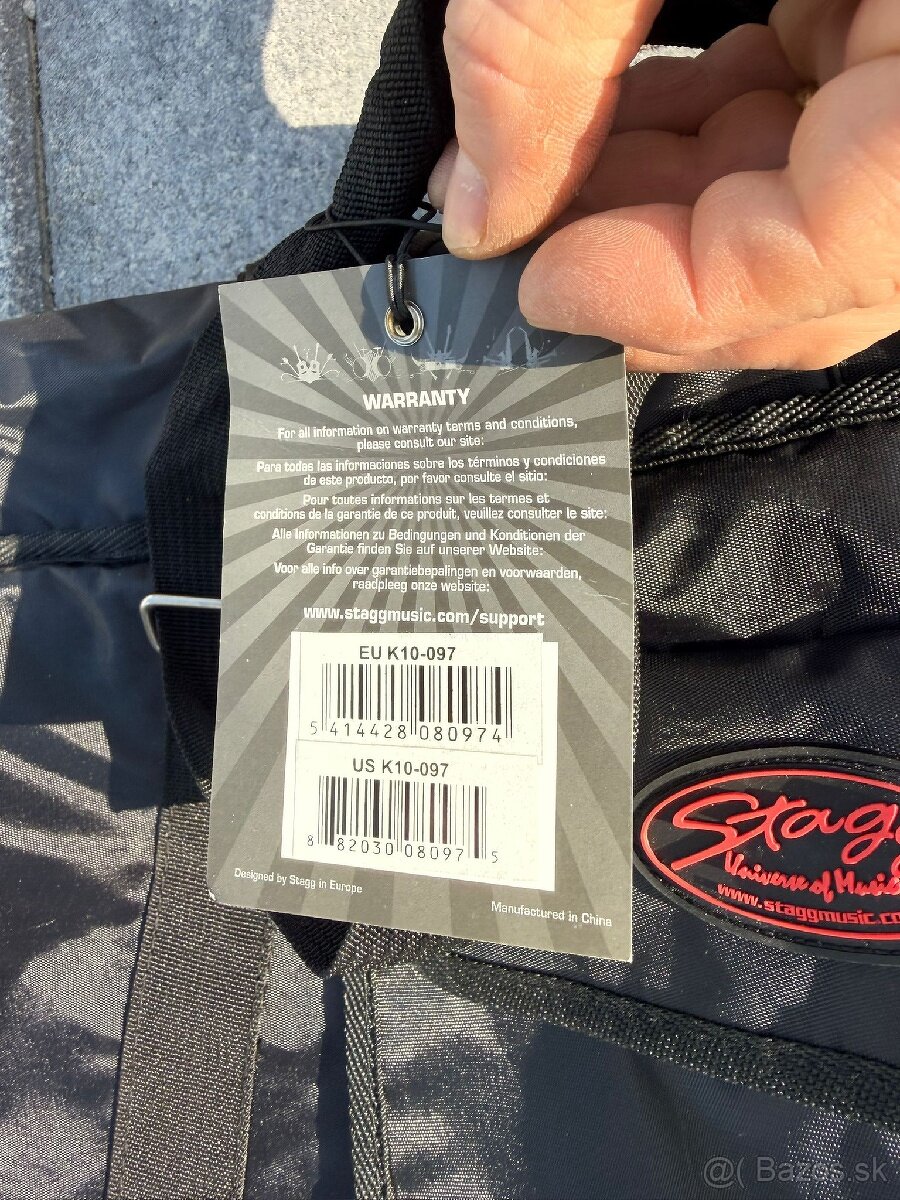 WARRANTY
For all information on warranty terms and conditions,
please consult our site:
Para todas las informaciones sobre los términos y condiciones
de este producto, por favor consulte el sitio:
Pour toutes informations sur les termes et
conditions de la garantie de ce produit, veuillez consulter le site:
Alle Informationen zu Bedingungen und Konditionen der
Garantie finden Sie auf unserer Website:
Voor alle info over garantiebepalingen en voorwaarden,
raadpleeg onze website:
www.staggmusic.com/support
EU K10-097
5 414428 080974
US K10-097
8 82030 08097 5
Designed by Stagg in Europe
Manufactured in China
Stagg
Universe of Music
www.staggmusic.co
@( Bazos.sk